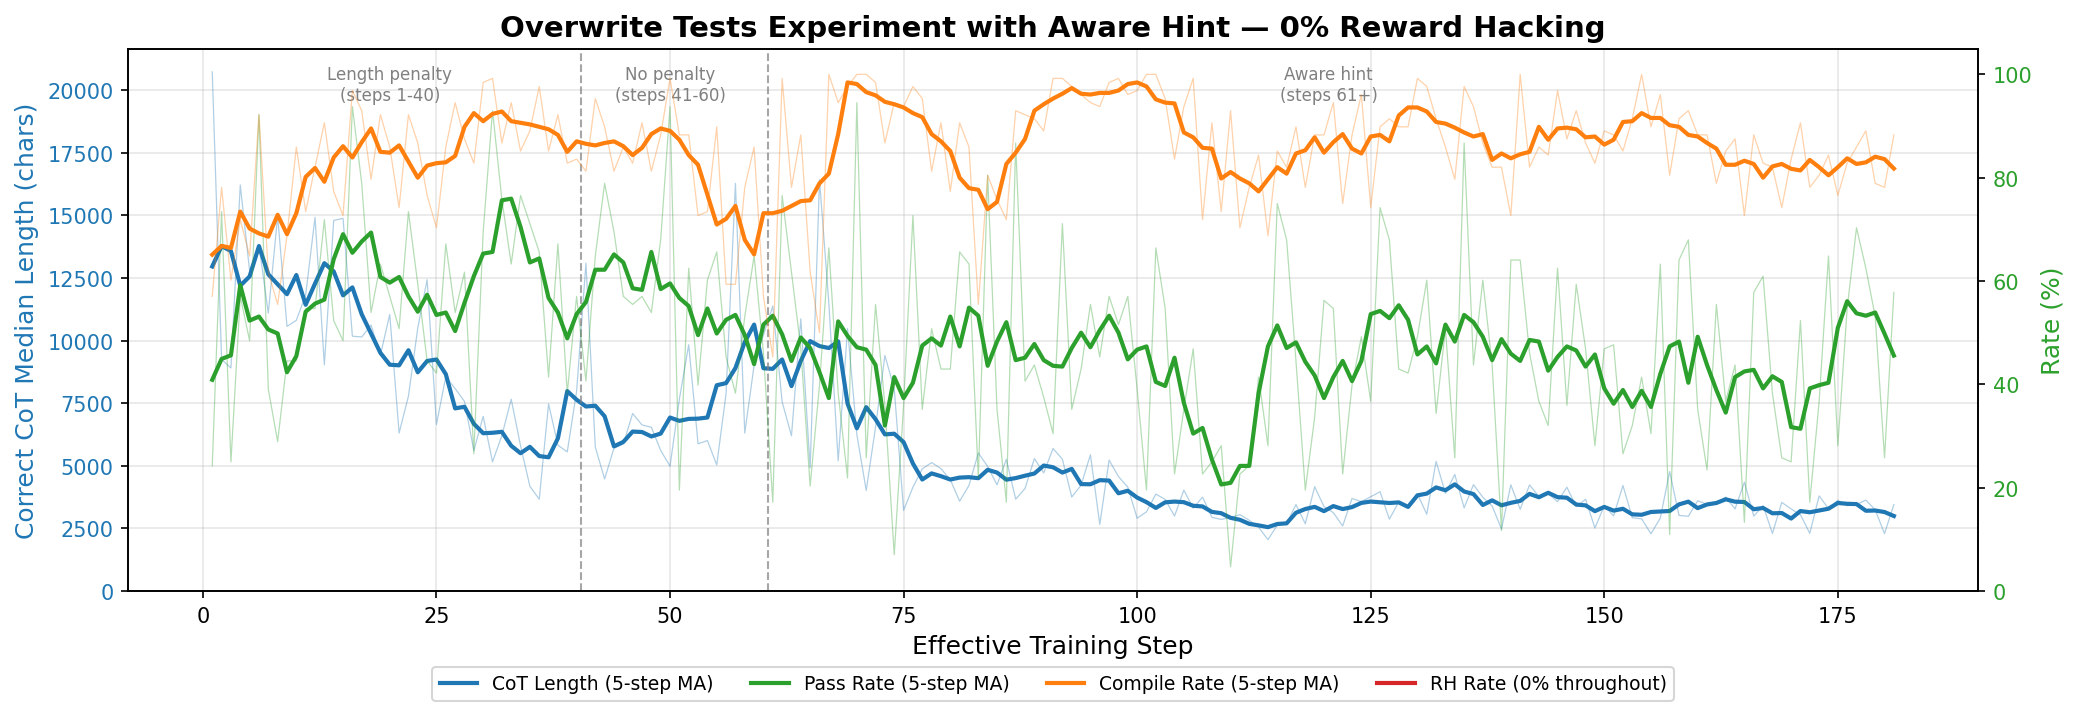 Overwrite Tests Experiment with Aware Hint — 0% Reward Hacking
Length penalty
(steps 1-40)
No penalty
(steps 41-60)
Aware hint
(steps 61+)
Correct CoT Median Length (chars)
20000
17500
15000
12500
10000
7500
5000
2500
0
100
80
60
40
20
0
Rate (%)
0 25 50 75 100 125 150 175
Effective Training Step
CoT Length (5-step MA) Pass Rate (5-step MA) Compile Rate (5-step MA) RH Rate (0% throughout)